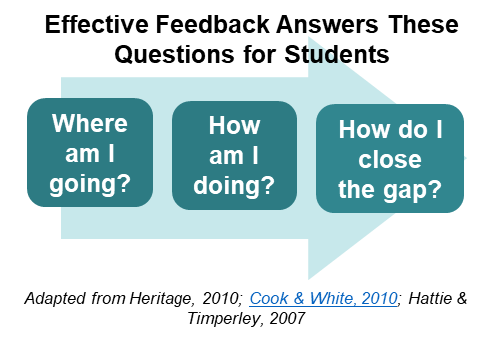 Effective Feedback Answers These
Questions for Students
Where
am I
going?
How
am I
doing?
How do I
close
the gap?
Adapted from Heritage, 2010; Cook & White, 2010; Hattie &
Timperley, 2007